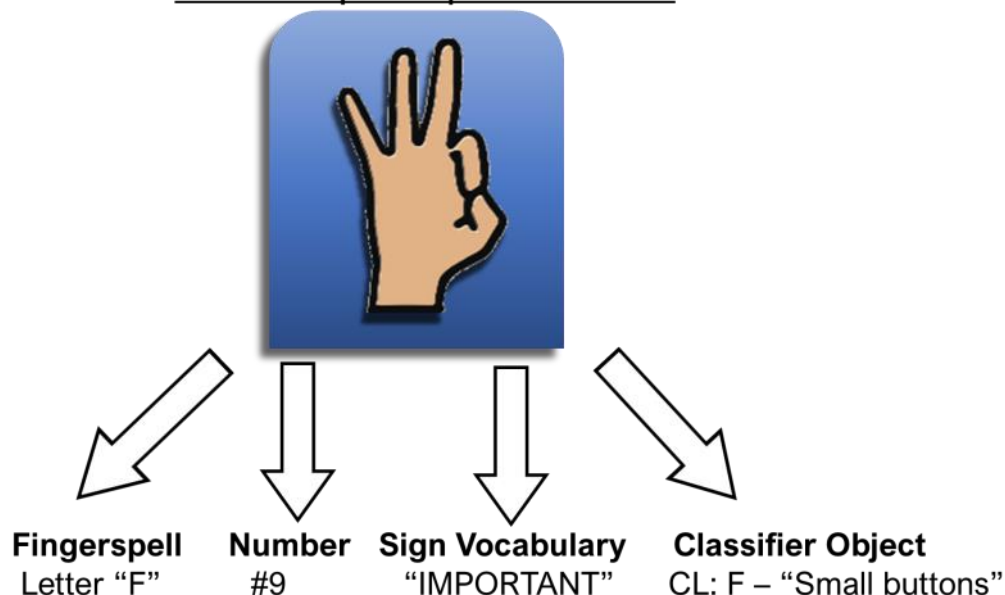 Fingerspell Number Sign Vocabulary Classifier Object
Letter “F” #9 “IMPORTANT” CL: F – “Small buttons”